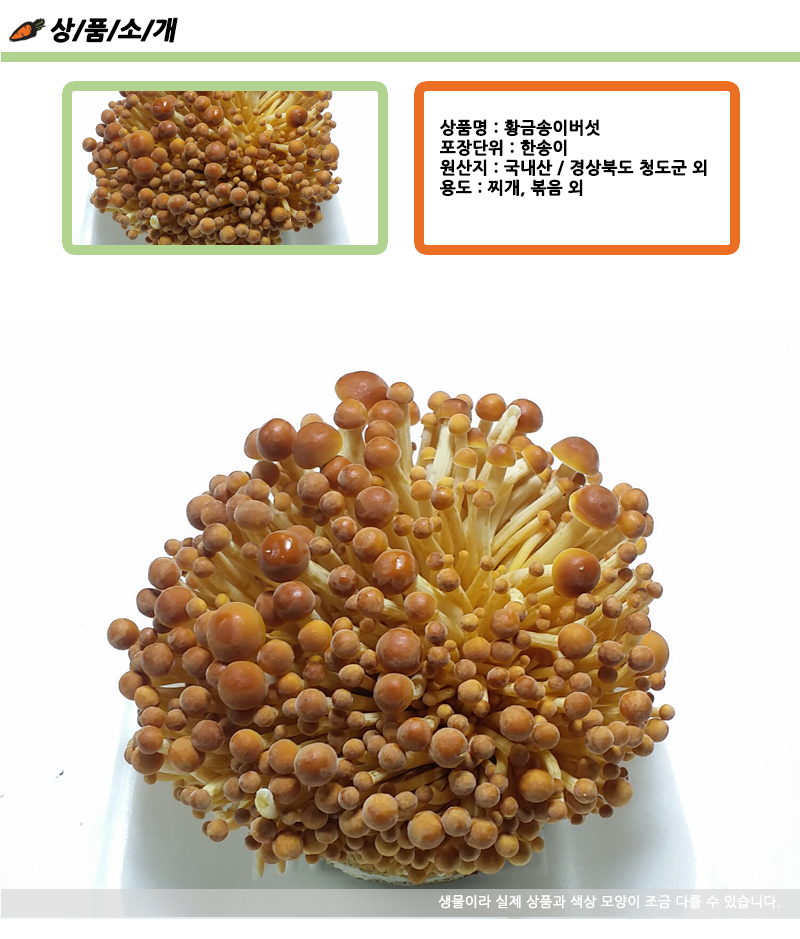 상/품/소/개
상품명 : 황금송이버섯
포장단위 : 한송이
원산지 : 국내산 / 경상북도 청도군 외
용도 : 찌개, 볶음 외
생물이라 실제 상품과 색상 모양이 조금 다를 수 있습니다.